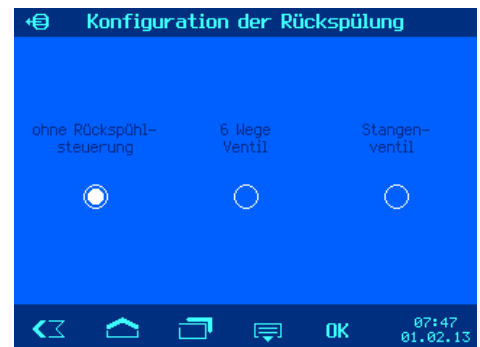 Konfiguration der Rückspülung
ohne Rückspühl-
steuerung
6 Wege
Ventil
Stangen-
ventil
OK
07:47
01.02.13